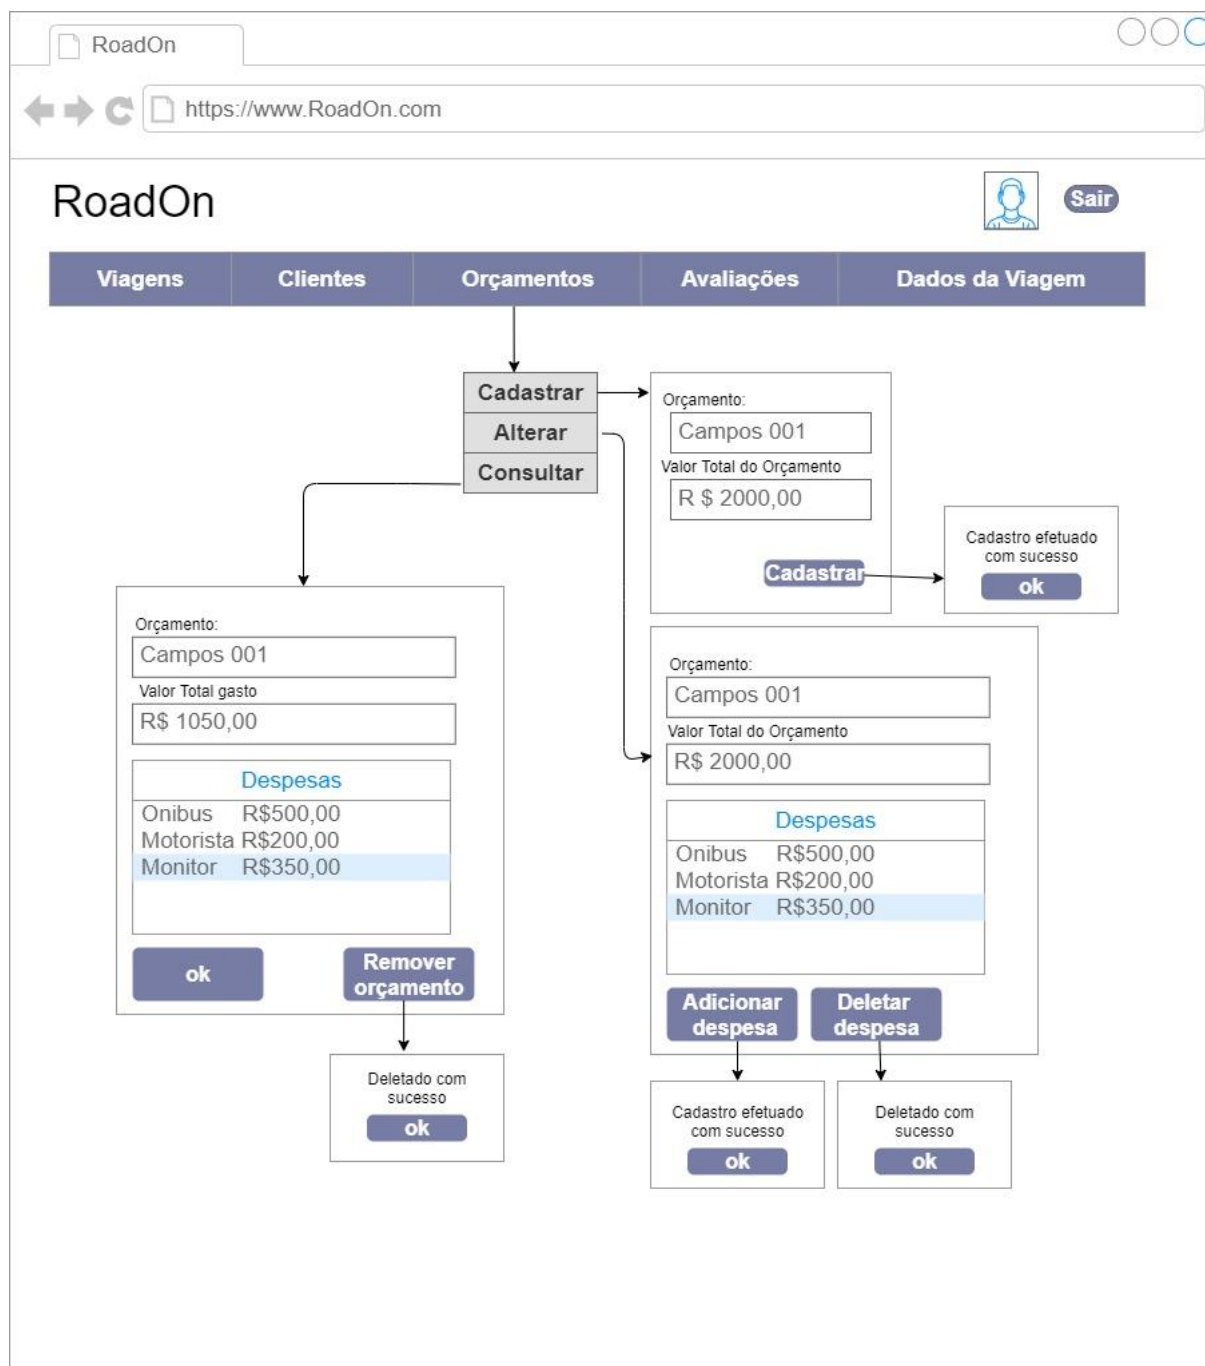 RoadOn
https://www.RoadOn.com
RoadOn
Sair
Viagens Clientes Orçamentos Avaliações Dados da Viagem
Cadastrar
Alterar
Consultar
Orçamento:
Campos 001
Valor Total do Orçamento
R $ 2000,00
Cadastrar
Cadastro efetuado
com sucesso
ok
Orçamento:
Campos 001
Valor Total gasto
R$ 1050,00
Despesas
Onibus R$500,00
Motorista R$200,00
Monitor R$350,00
ok
Remover
orçamento
Deletado com
sucesso
ok
Orçamento:
Campos 001
Valor Total do Orçamento
R$ 2000,00
Despesas
Onibus R$500,00
Motorista R$200,00
Monitor R$350,00
Adicionar
despesa
Deletar
despesa
Cadastro efetuado
com sucesso
ok
Deletado com
sucesso
ok